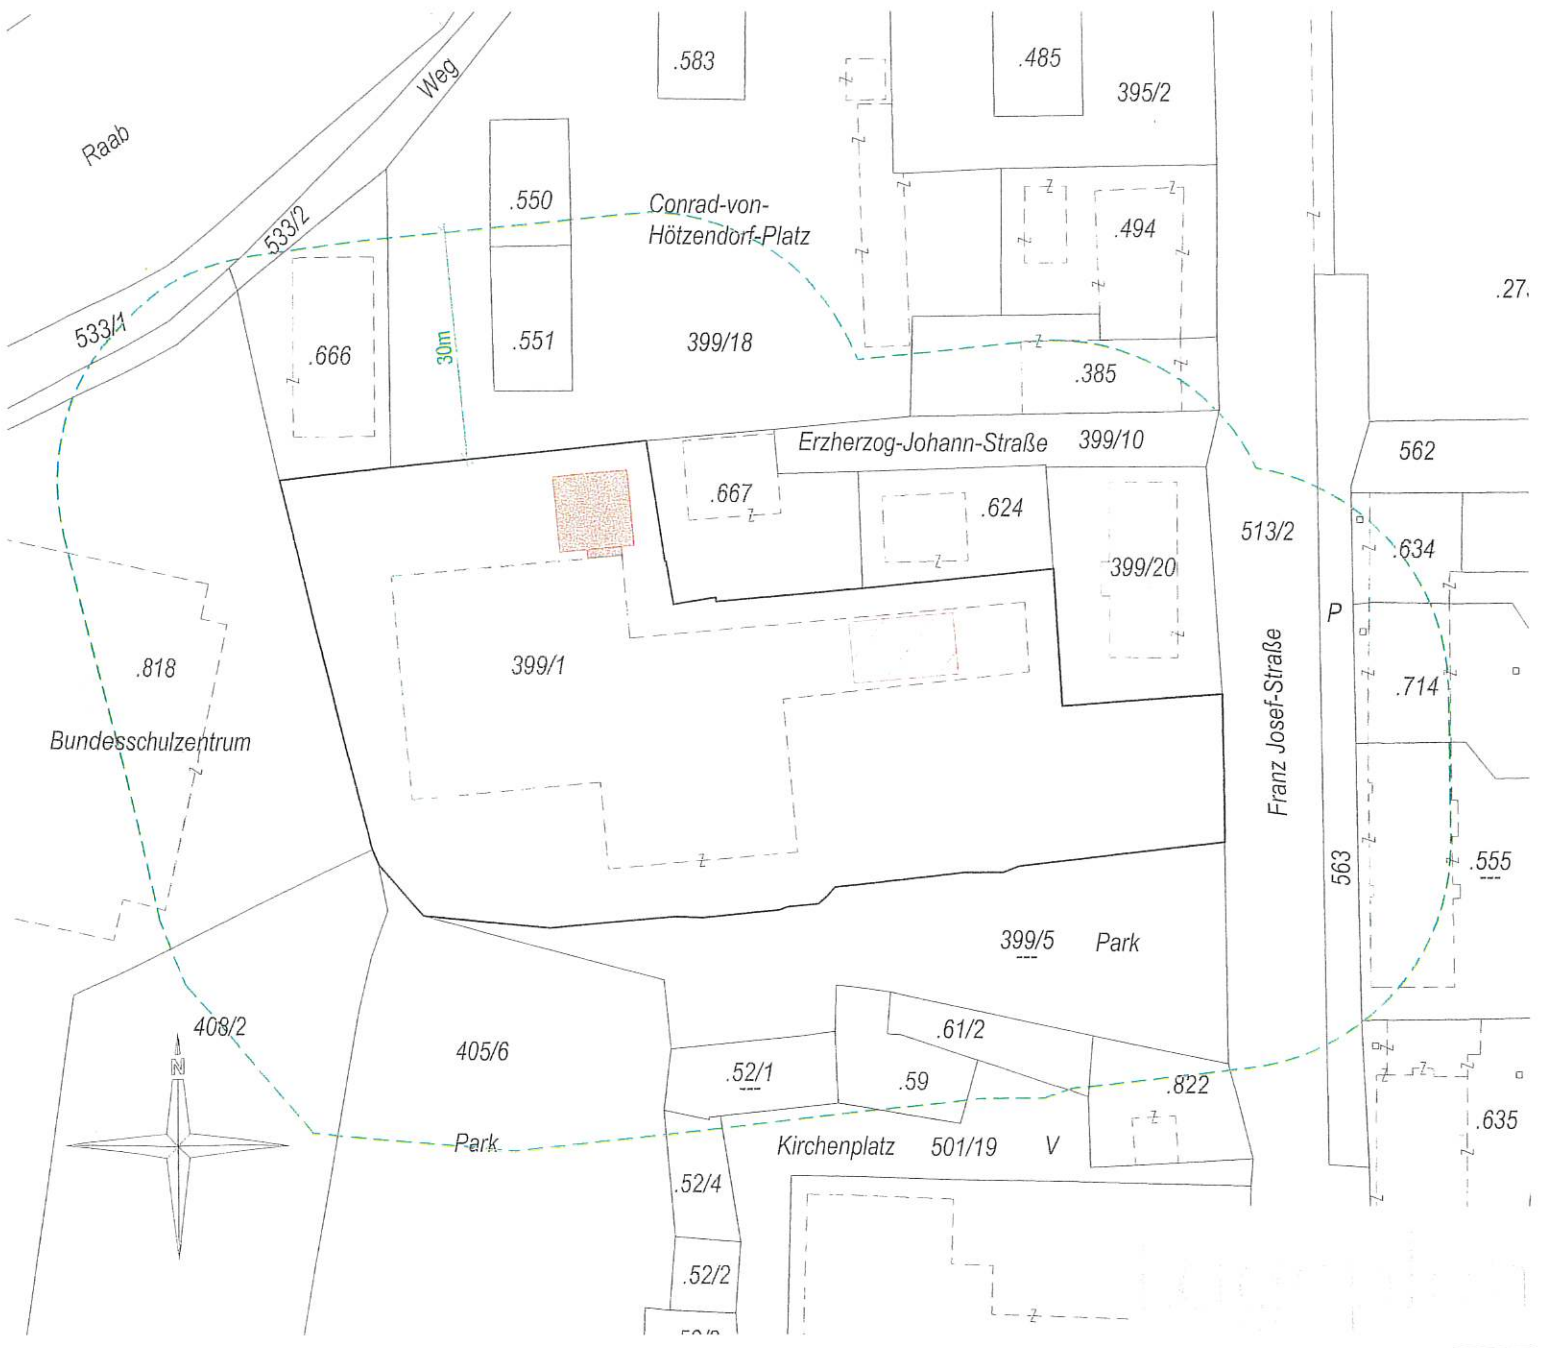 .583
.485
395/2
Weg
Raab
.550
Conrad-von-
Hötzendorf-Platz
533/2
.494
533/1
.666
30m
.551
399/18
.385
Erzherzog-Johann-Straße 399/10
562
.667
.624
513/2
.634
399/20
P
399/1
.818
.714
Franz Josef-Straße
Bundesschulzentrum
563
.555
399/5 Park
408/2
405/6
.61/2
N
.52/1
.59
.822
Park
Kirchenplatz 501/19 V
.635
.52/4
.52/2